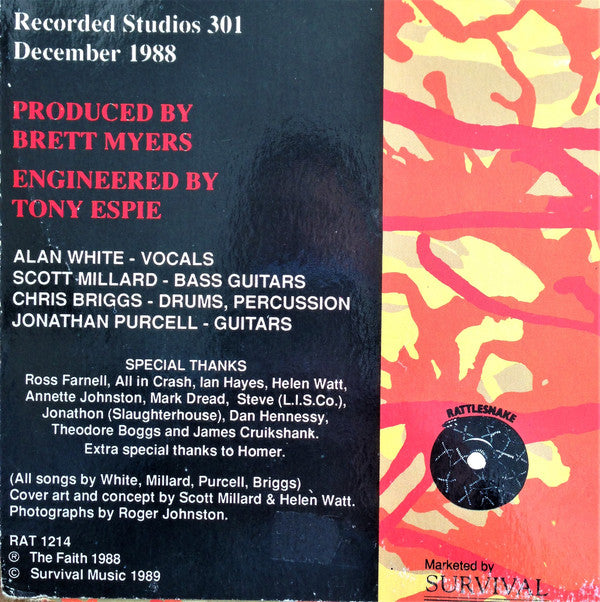 Recorded Studios 301
December 1988
PRODUCED BY
BRETT MYERS
ENGINEERED BY
TONY ESPIE
ALAN WHITE - VOCALS
SCOTT MILLARD - BASS GUITARS
CHRIS BRIGGS - DRUMS, PERCUSSION
JONATHAN PURCELL - GUITARS
SPECIAL THANKS
Ross Farnell, All in Crash, Ian Hayes, Helen Watt,
Annette Johnston, Mark Dread, Steve (L.I.S.Co.),
Jonathon (Slaughterhouse), Dan Hennessy,
Theodore Boggs and James Cruikshank.
Extra special thanks to Homer.
(All songs by White, Millard, Purcell, Briggs)
Cover art and concept by Scott Millard & Helen Watt.
Photographs by Roger Johnston.
RAT 1214
® The Faith 1988
© Survival Music 1989
RATTLESNAKE
Marketed by
SURVIVAL